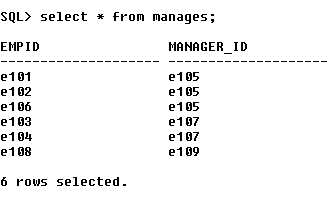 SQL> select * from manages;
EMPID MANAGER_ID
-------------------- --------------------
e101 e105
e102 e105
e106 e105
e103 e107
e104 e107
e108 e109
6 rows selected.